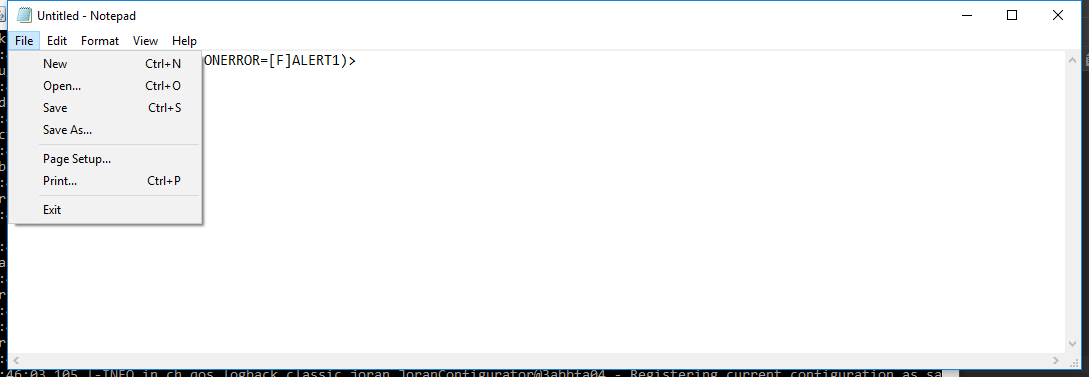 Untitled - Notepad
File Edit Format View Help
New Ctrl+N
ONERROR=[F]ALERT1)>
Open... Ctrl+O
Save Ctrl+S
Save As...
Page Setup...
Print... Ctrl+P
Exit
:46:03,105 |-INFO in ch.qos.logback.classic.joran.JoranConfigurator@3abbfa04 - Registering current configuration as sa